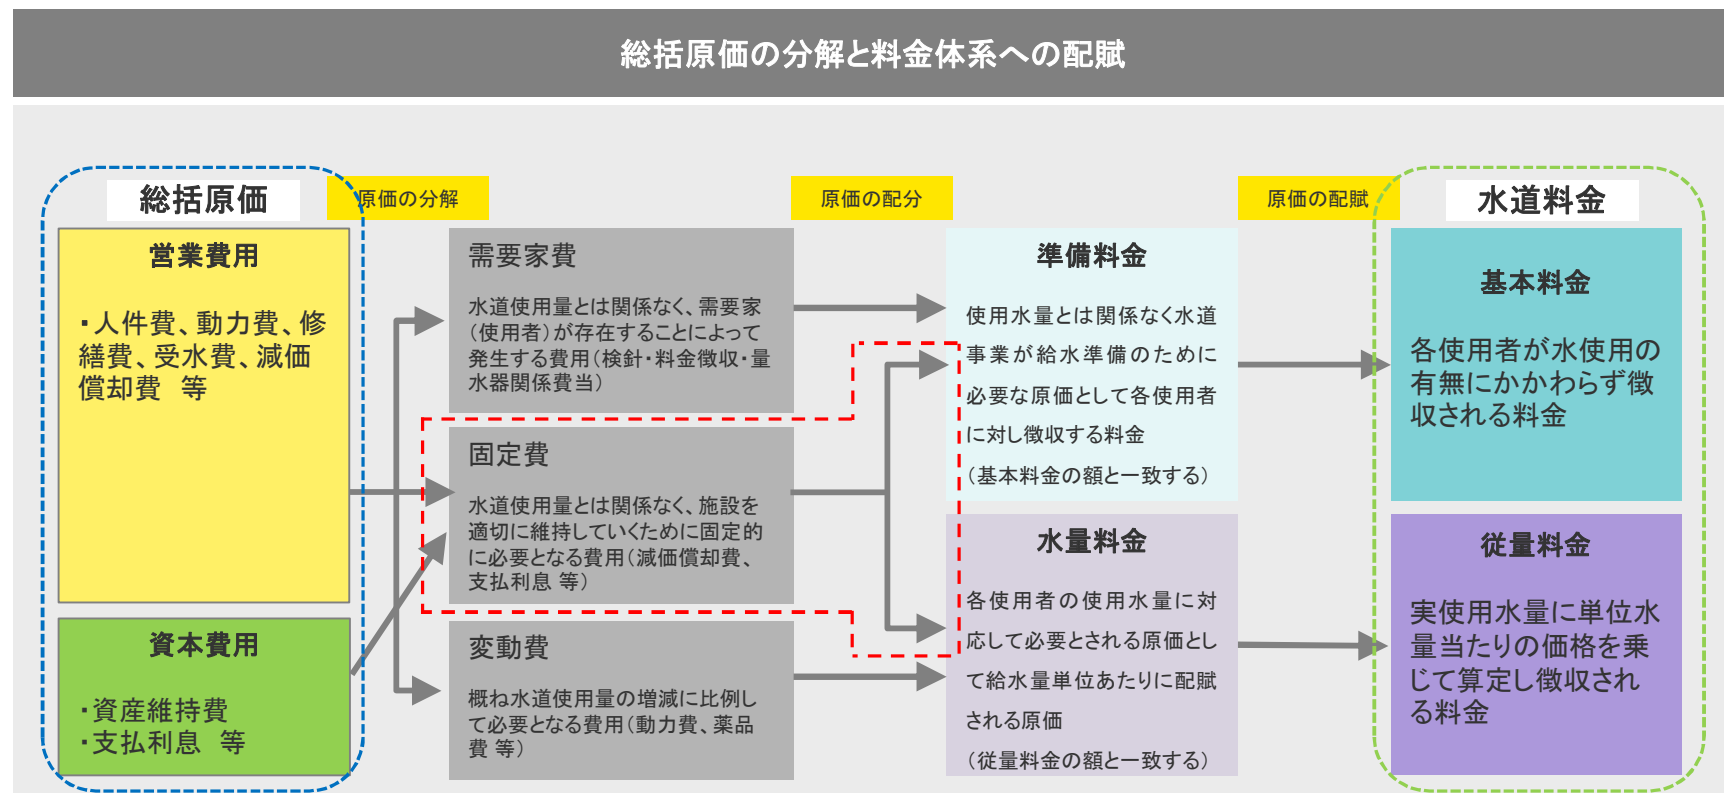 総括原価の分解と料金体系への配賦
総括原価
原価の分解
原価の配分
原価の配賦
水道料金
営業費用
・人件費、動力費、修
繕費、受水費、減価
償却費　等
資本費用
・資産維持費
・支払利息　等
需要家費
水道使用量とは関係なく、需要家
（使用者）が存在することによって
発生する費用（検針・料金徴収・量
水器関係費当）
固定費
水道使用量とは関係なく、施設を
適切に維持していくために固定的
に必要となる費用（減価償却費、
支払利息 等）
変動費
概ね水道使用量の増減に比例し
て必要となる費用（動力費、薬品
費 等）
準備料金
使用水量とは関係なく水道
事業が給水準備のために
必要な原価として各使用者
に対し徴収する料金
（基本料金の額と一致する）
水量料金
各使用者の使用水量に対
応して必要とされる原価とし
て給水量単位あたりに配賦
される原価
（従量料金の額と一致する）
基本料金
各使用者が水使用の
有無にかかわらず徴
収される料金
従量料金
実使用水量に単位水
量当たりの価格を乗
じて算定し徴収され
る料金